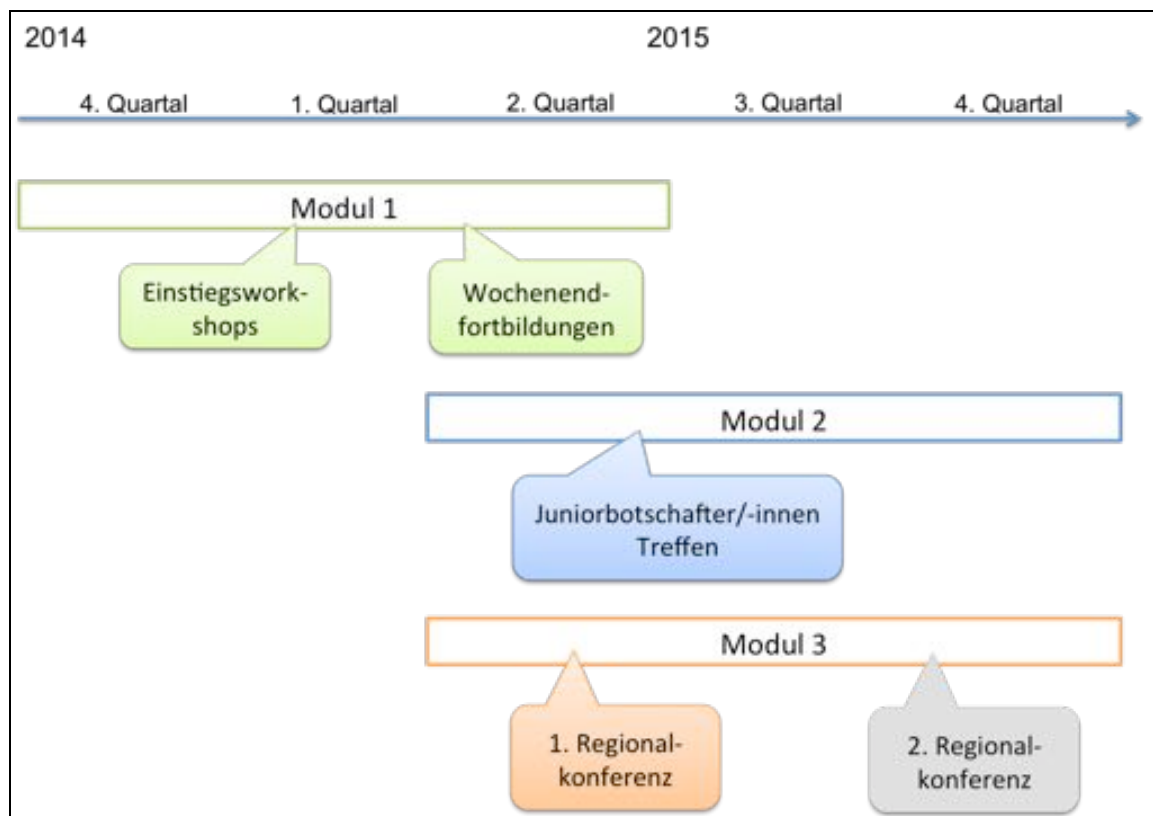 2014 2015
4. Quartal 1. Quartal 2. Quartal 3. Quartal 4. Quartal
Modul 1
Einstiegswork-
shops
Wochenend-
fortbildungen
Modul 2
Juniorbotschafter/-innen
Treffen
Modul 3
1. Regional-
konferenz
2. Regional-
konferenz